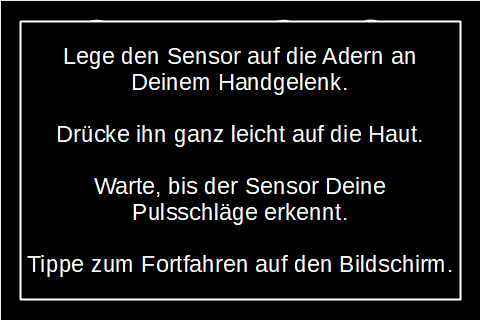 Lege den Sensor auf die Adern an
Deinem Handgelenk.
Drücke ihn ganz leicht auf die Haut.
Warte, bis der Sensor Deine
Pulsschläge erkennt.
Tippe zum Fortfahren auf den Bildschirm.